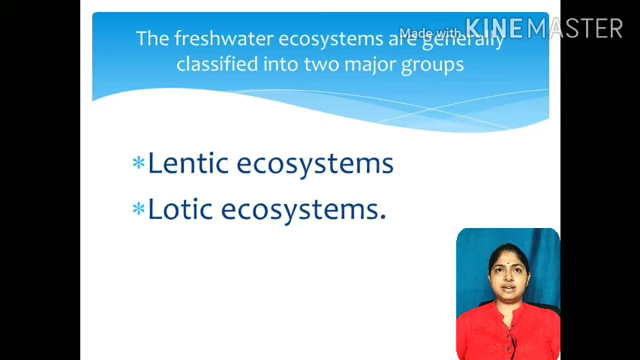 Made with KINEMASTER
The freshwater ecosystems are generally
classified into two major groups
*Lentic ecosystems
*Lotic ecosystems.